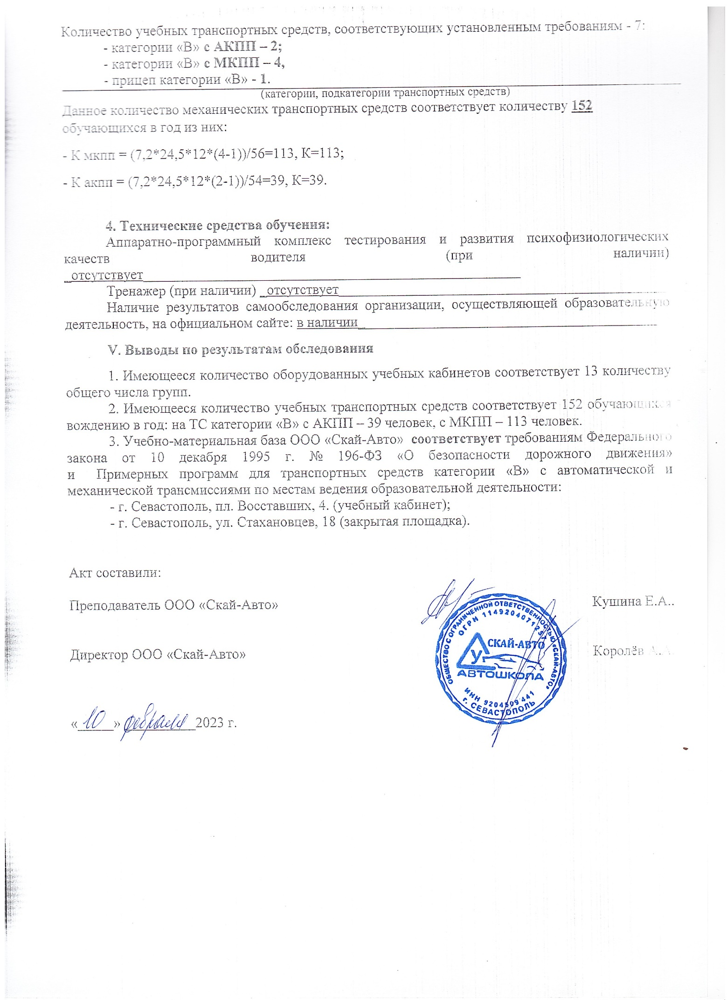 Количество учебных транспортных средств, соответствующих установленным требованиям - 7:
- категории «В» с АКПП – 2;
- категории «В» с МКПП – 4,
- прицеп категории «В» - 1.
(категории, подкатегории транспортных средств)
Данное количество механических транспортных средств соответствует количеству 152
обучающихся в год из них:
- К мкпп = (7,2*24,5*12*(4-1))/56=113, К=113;
- К акпп = (7,2*24,5*12*(2-1))/54=39, К=39.
4. Технические средства обучения:
Аппаратно-программный комплекс тестирования и развития психофизиологических
качеств водителя (при наличии)
_отсутствует
Тренажер (при наличии) _отсутствует
Наличие результатов самообследования организации, осуществляющей образовательную
деятельность, на официальном сайте: в наличии_
V. Выводы по результатам обследования
1. Имеющееся количество оборудованных учебных кабинетов соответствует 13 количеству
общего числа групп.
2. Имеющееся количество учебных транспортных средств соответствует 152 обучающихся
вождению в год: на ТС категории «В» с АКПП – 39 человек, с МКПП – 113 человек.
3. Учебно-материальная база ООО «Скай-Авто» соответствует требованиям Федерального
закона от 10 декабря 1995 г. № 196-ФЗ «О безопасности дорожного движения»
и Примерных программ для транспортных средств категории «В» с автоматической и
механической трансмиссиями по местам ведения образовательной деятельности:
- г. Севастополь, пл. Восставших, 4. (учебный кабинет);
- г. Севастополь, ул. Стахановцев, 18 (закрытая площадка).
Акт составили:
Преподаватель ООО «Скай-Авто» Кушина Е.А..
Директор ООО «Скай-Авто» Королёв А.А.
ОБЩЕСТВО С ОГРАНИЧЕННОЙ ОТВЕТСТВЕННОСТЬЮ «СКАЙ-АВТО»
ОГРН
СКАЙ-АВТО
У
АВТОШКОЛА
ИНН 9204509441
г. СЕВАСТОПОЛЬ
«10» февраля 2023 г.